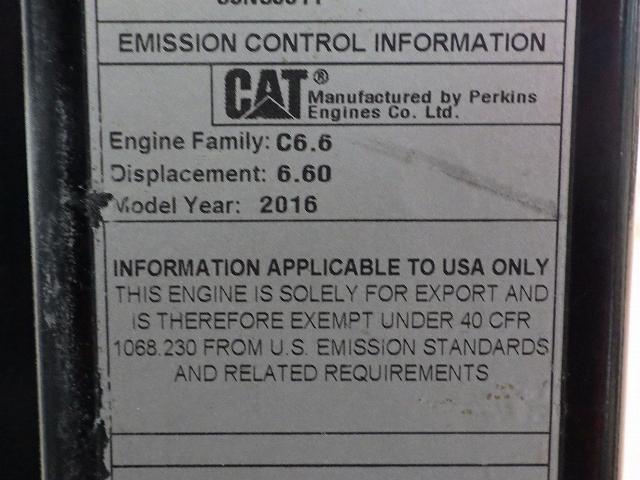 EMISSION CONTROL INFORMATION
CAT®
Manufactured by Perkins
Engines Co. Ltd.
Engine Family: C6.6
Displacement: 6.60
Model Year: 2016
INFORMATION APPLICABLE TO USA ONLY
THIS ENGINE IS SOLELY FOR EXPORT AND
IS THEREFORE EXEMPT UNDER 40 CFR
1068.230 FROM U.S. EMISSION STANDARDS
AND RELATED REQUIREMENTS